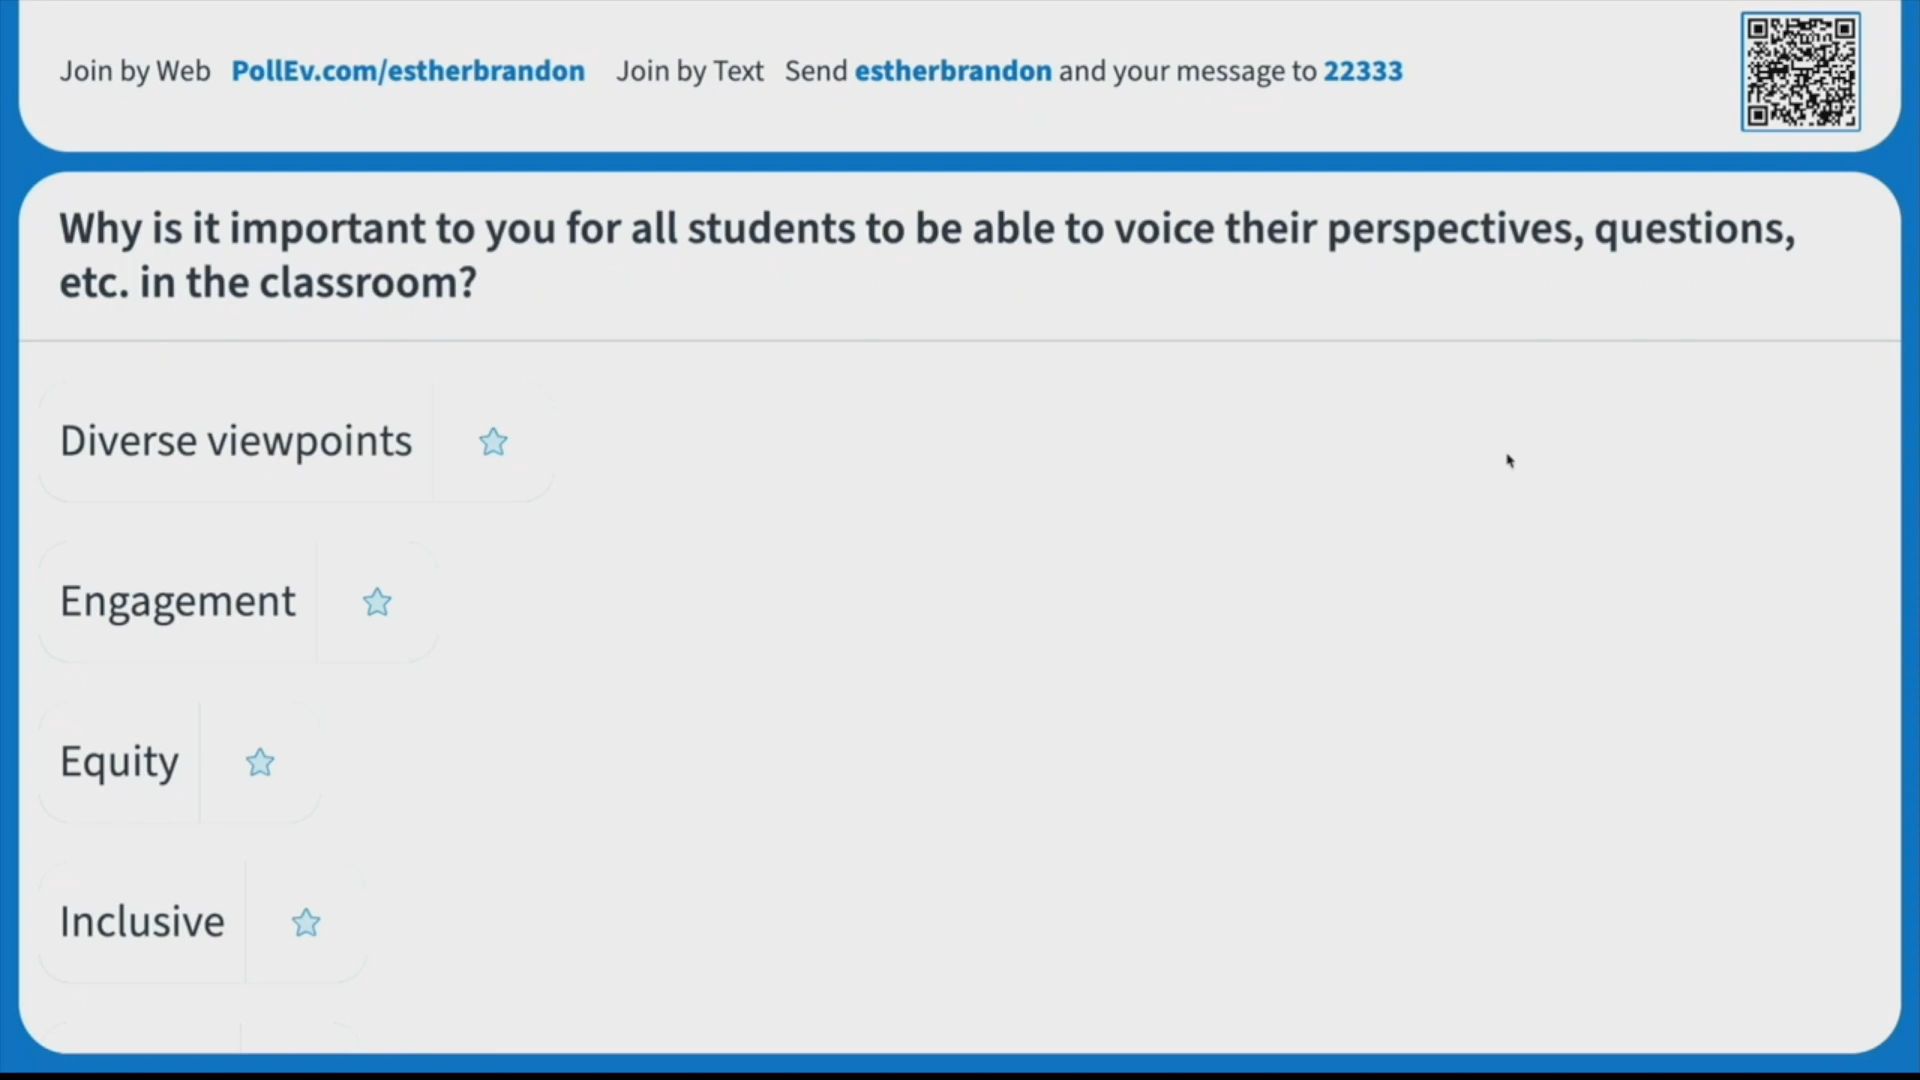 Join by Web PollEv.com/estherbrandon Join by Text Send estherbrandon and your message to 22333
Why is it important to you for all students to be able to voice their perspectives, questions,
etc. in the classroom?
Diverse viewpoints
Engagement
Equity
Inclusive